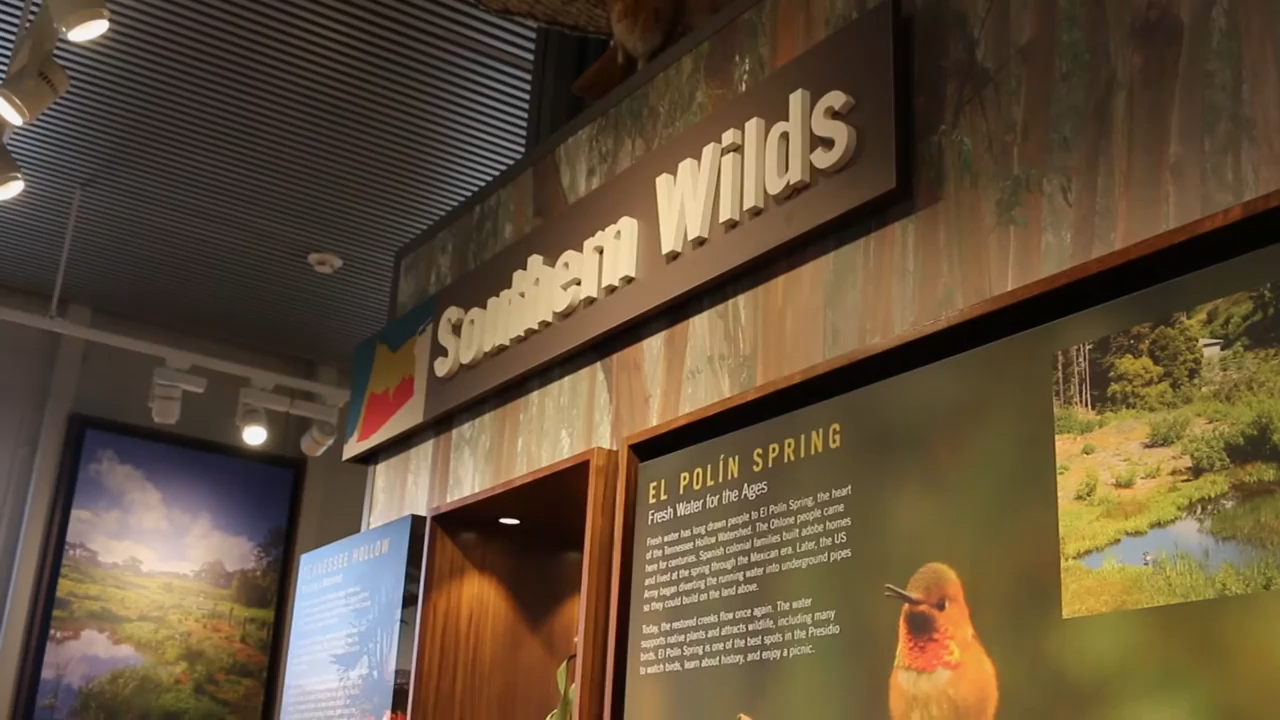 Southern Wilds
EL POLÍN SPRING
Fresh Water for the Ages
Fresh water has long drawn people to El Polín Spring, the heart
of the Tennessee Hollow Watershed. The Ohlone people came
here for centuries. Spanish colonial families built adobe homes
and lived at the spring through the Mexican era. Later, the US
Army began diverting the running water into underground pipes
so they could build on the land above.
Today, the restored creeks flow once again. The water
supports native plants and attracts wildlife, including many
birds. El Polín Spring is one of the best spots in the Presidio
to watch birds, learn about history, and enjoy a picnic.
TENNESSEE HOLLOW